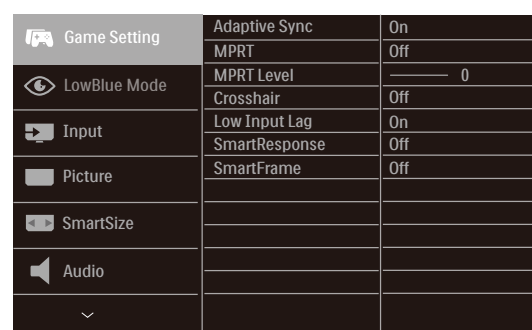 Game Setting
LowBlue Mode
Input
Picture
SmartSize
Audio
Adaptive Sync On
MPRT Off
MPRT Level 0
Crosshair Off
Low Input Lag On
SmartResponse Off
SmartFrame Off